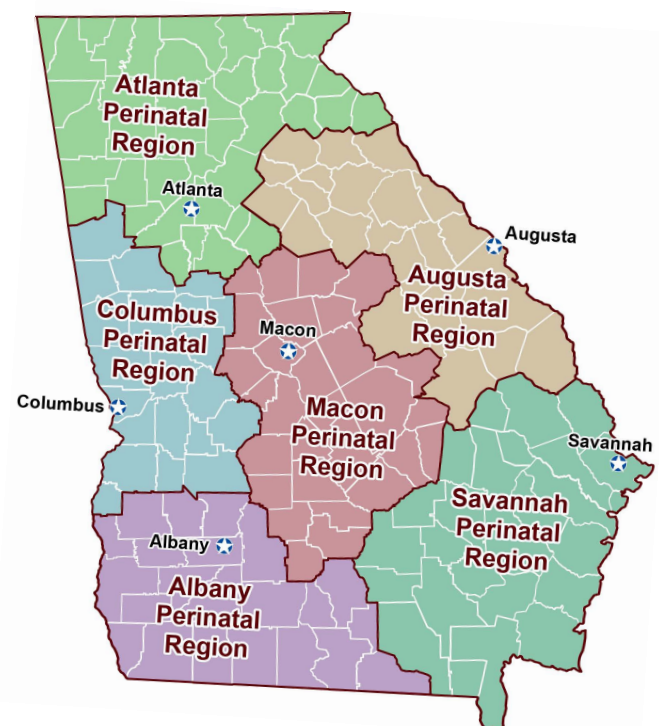 Atlanta
Perinatal
Region
Atlanta
Augusta
Augusta
Perinatal
Region
Columbus
Perinatal
Region
Macon
Columbus
Macon
Perinatal
Region
Savannah
Savannah
Perinatal
Region
Albany
Albany
Perinatal
Region